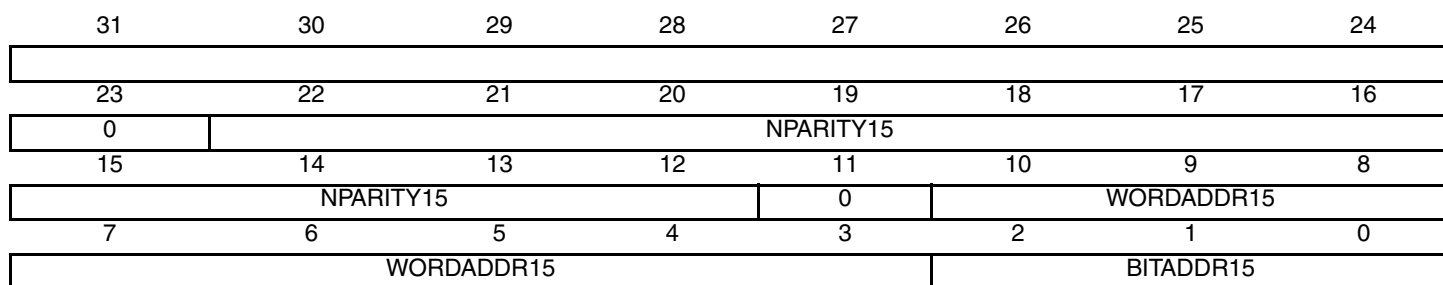 31 30 29 28 27 26 25 24
23 22 21 20 19 18 17 16
0 NPARITY15
15 14 13 12 11 10 9 8
NPARITY15 0 WORDADDR15
7 6 5 4 3 2 1 0
WORDADDR15 BITADDR15